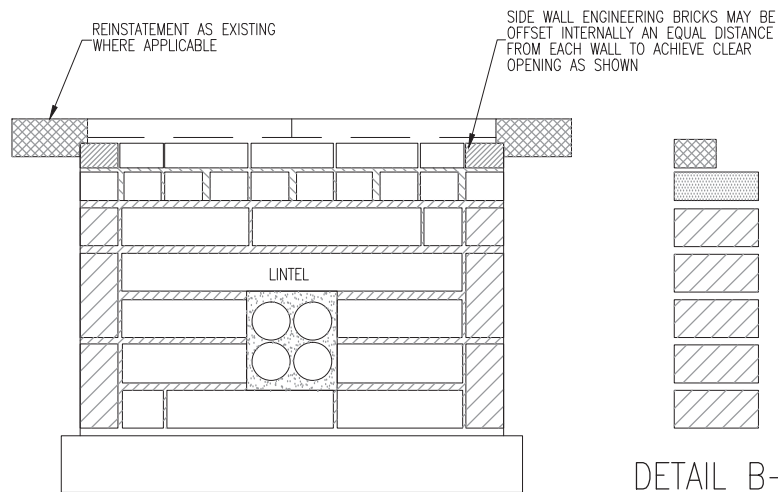 REINSTATEMENT AS EXISTING
WHERE APPLICABLE
SIDE WALL ENGINEERING BRICKS MAY BE
OFFSET INTERNALLY AN EQUAL DISTANCE
FROM EACH WALL TO ACHIEVE CLEAR
OPENING AS SHOWN
LINTEL
DETAIL B-